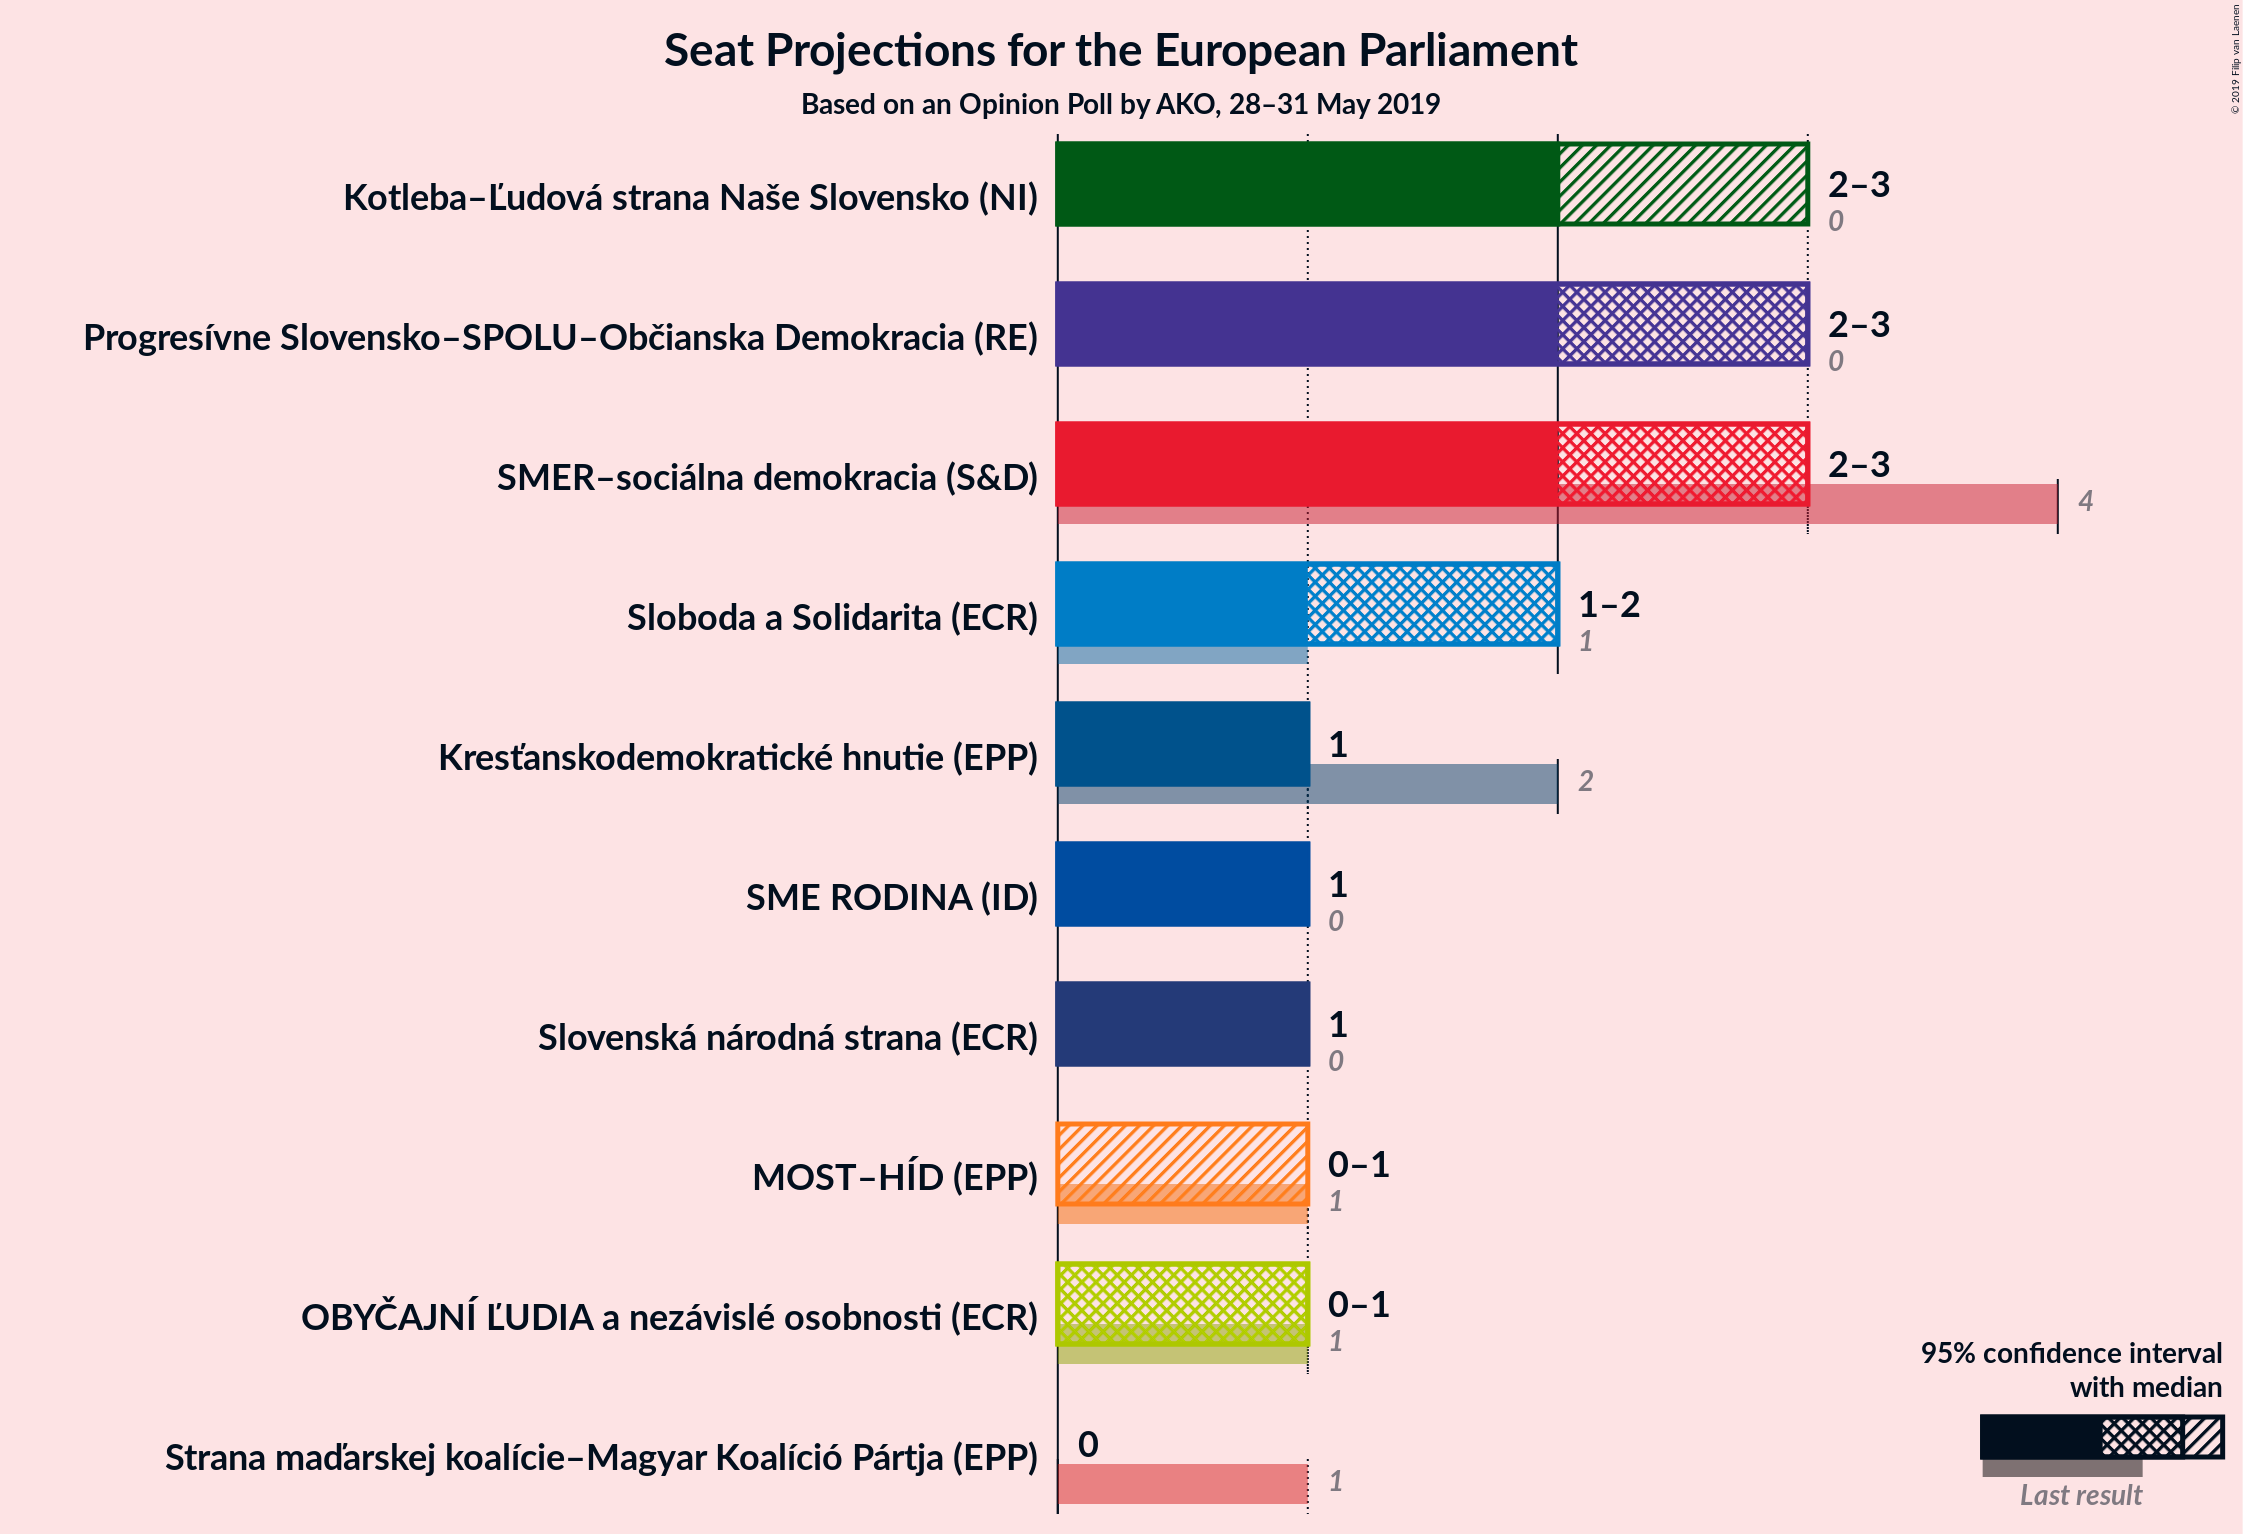 Seat Projections for the European Parliament
Based on an Opinion Poll by AKO, 28–31 May 2019
© 2019 Filip van Laenen
Kotleba–Ľudová strana Naše Slovensko (NI)
2–3
0
Progresívne Slovensko–SPOLU–Občianska Demokracia (RE)
2–3
0
SMER–sociálna demokracia (S&D)
2–3
4
Sloboda a Solidarita (ECR)
1–2
1
Kresťanskodemokratické hnutie (EPP)
1
2
SME RODINA (ID)
1
0
Slovenská národná strana (ECR)
1
0
MOST–HÍD (EPP)
0–1
1
OBYČAJNÍ ĽUDIA a nezávislé osobnosti (ECR)
0–1
1
Strana maďarskej koalície–Magyar Koalíció Pártja (EPP)
0
1
95% confidence interval
with median
Last result